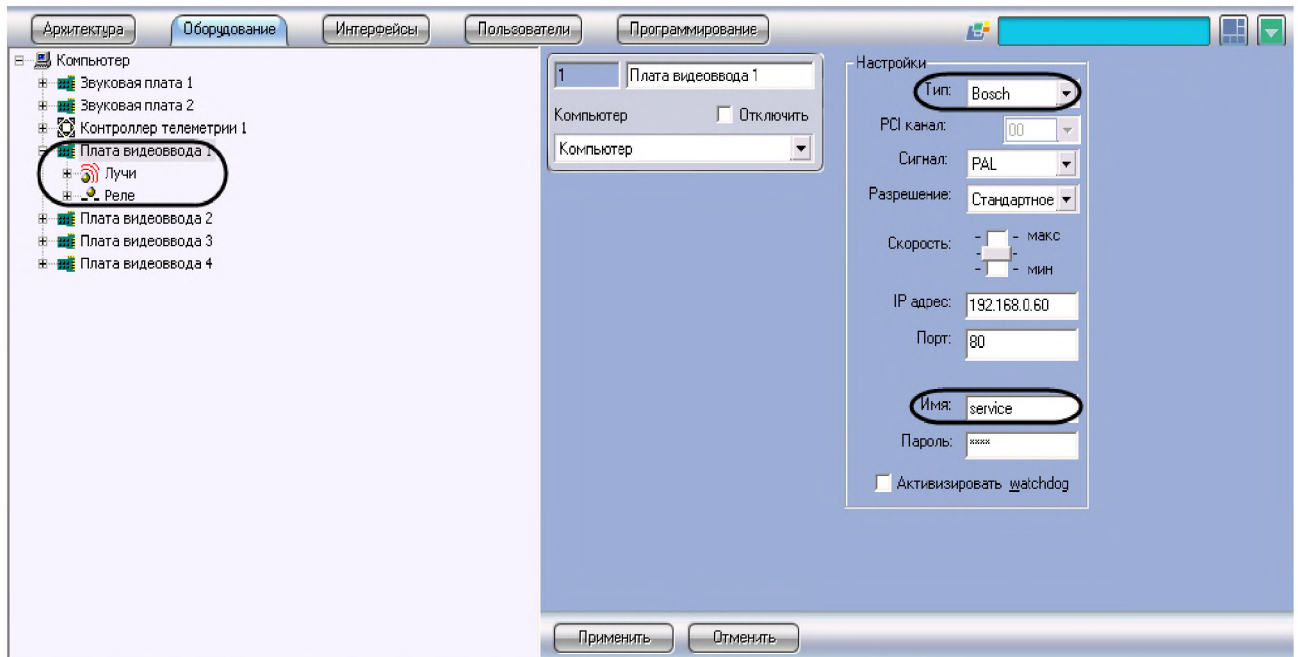 Архитектура Оборудование Интерфейсы Пользователи Программирование
Компьютер
Звуковая плата 1
Звуковая плата 2
Контроллер телеметрии 1
Плата видеоввода 1
Лучи
Реле
Плата видеоввода 2
Плата видеоввода 3
Плата видеоввода 4
1 Плата видеоввода 1
Компьютер Отключить
Компьютер
Настройки
Тип: Bosch
PCI канал: 00
Сигнал: PAL
Разрешение: Стандартное
Скорость: - - макс
- -
- - мин
IP адрес: 192.168.0.60
Порт: 80
Имя: service
Пароль: ××××
Активизировать watchdog
Применить Отменить